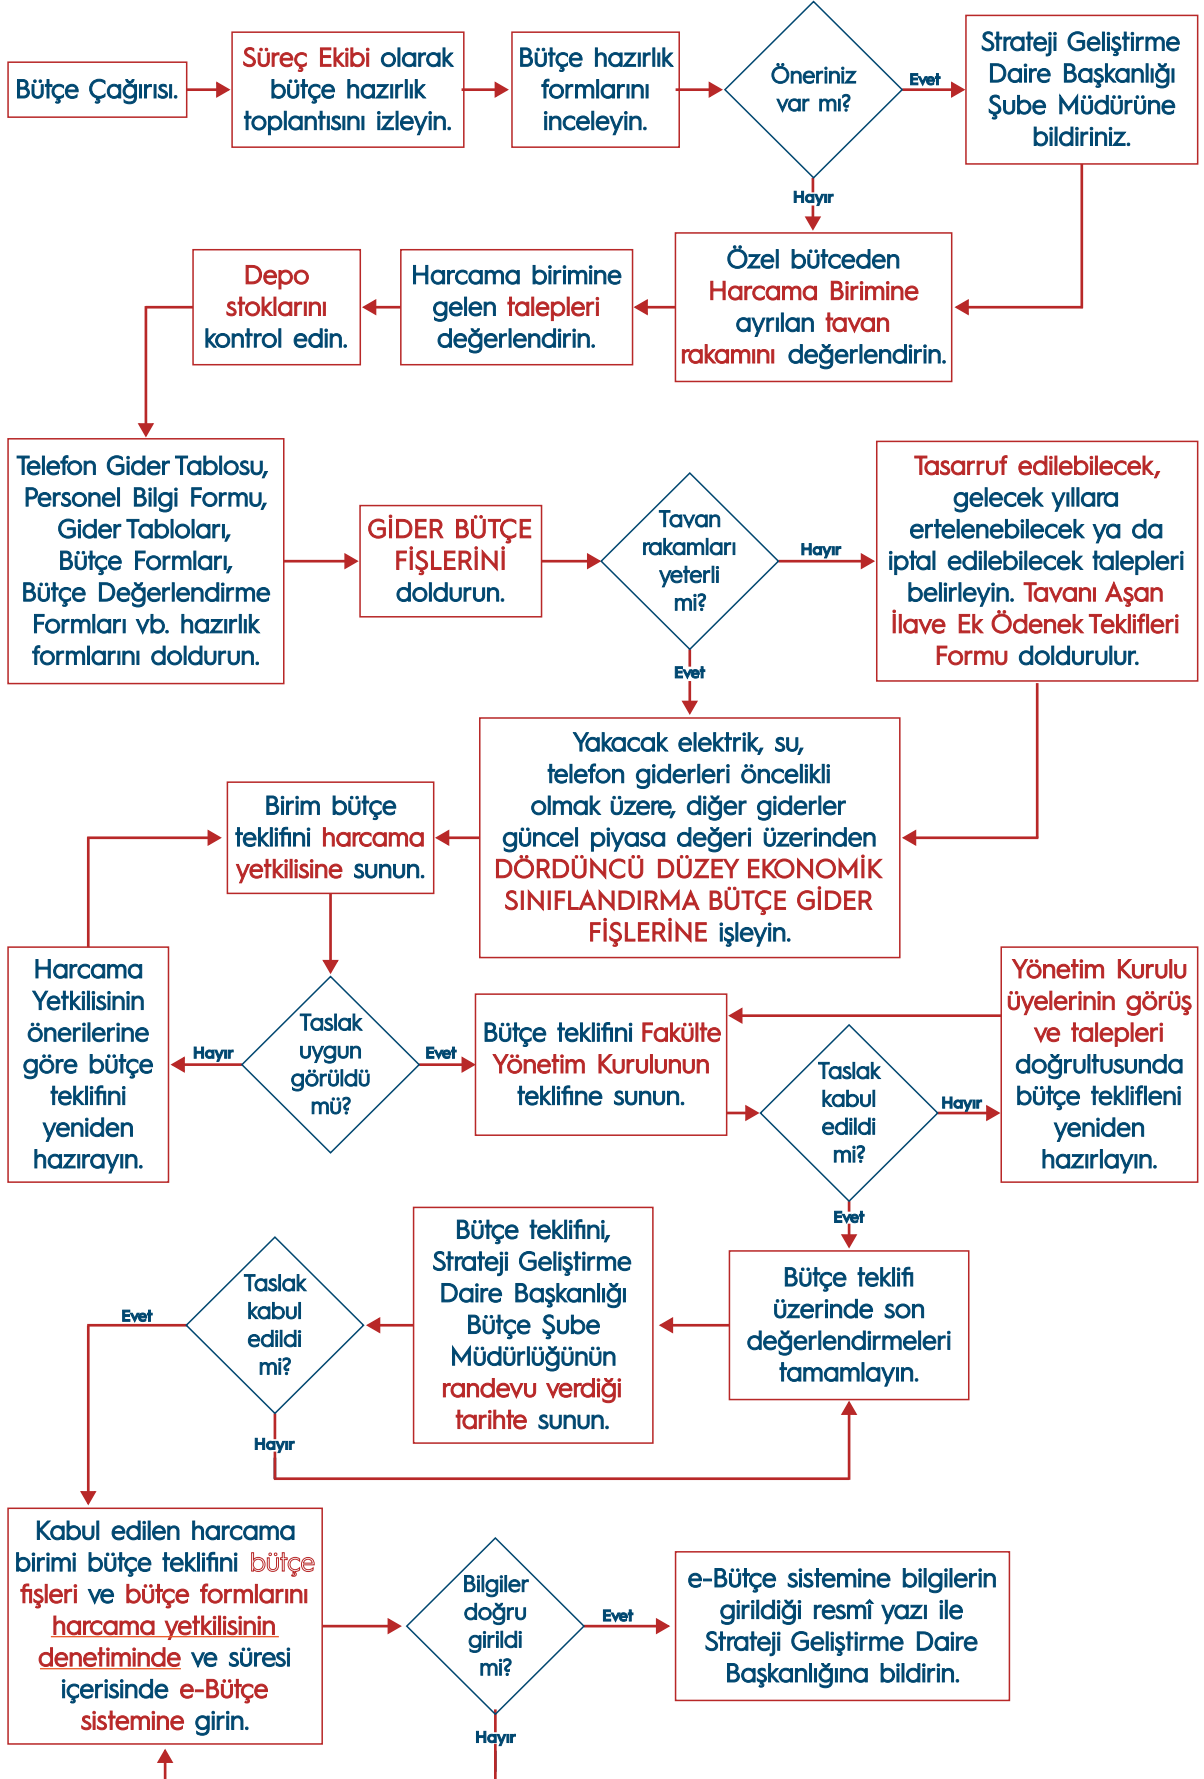 Bütçe Çağırısı.
Süreç Ekibi olarak
bütçe hazırlık
toplantısını izleyin.
Bütçe hazırlık
formlarını
inceleyin.
Öneriniz
var mı?
Evet
Strateji Geliştirme
Daire Başkanlığı
Şube Müdürüne
bildiriniz.
Hayır
Özel bütceden
Harcama Birimine
ayrılan tavan
rakamını değerlendirin.
Harcama birimine
gelen talepleri
değerlendirin.
Depo
stoklarını
kontrol edin.
Telefon Gider Tablosu,
Personel Bilgi Formu,
Gider Tabloları,
Bütçe Formları,
Bütçe Değerlendirme
Formları vb. hazırlık
formlarını doldurun.
GİDER BÜTÇE
FİŞLERİNİ
doldurun.
Tavan
rakamları
yeterli
mi?
Hayır
Tasarruf edilebilecek,
gelecek yıllara
ertelenebilecek ya da
iptal edilebilecek talepleri
belirleyin. Tavanı Aşan
İlave Ek Ödenek Teklifleri
Formu doldurulur.
Evet
Yakacak elektrik, su,
telefon giderleri öncelikli
olmak üzere, diğer giderler
güncel piyasa değeri üzerinden
DÖRDÜNCÜ DÜZEY EKONOMİK
SINIFLANDIRMA BÜTÇE GİDER
FİŞLERİNE işleyin.
Birim bütçe
teklifini harcama
yetkilisine sunun.
Harcama
Yetkilisinin
önerilerine
göre bütçe
teklifini
yeniden
hazırayın.
Hayır
Taslak
uygun
görüldü
mü?
Evet
Bütçe teklifini Fakülte
Yönetim Kurulunun
teklifine sunun.
Taslak
kabul
edildi
mi?
Hayır
Yönetim Kurulu
üyelerinin görüş
ve talepleri
doğrultusunda
bütçe teklifleni
yeniden
hazırlayın.
Evet
Bütçe teklifi
üzerinde son
değerlendirmeleri
tamamlayın.
Bütçe teklifini,
Strateji Geliştirme
Daire Başkanlığı
Bütçe Şube
Müdürlüğünün
randevu verdiği
tarihte sunun.
Taslak
kabul
edildi
mi?
Evet
Hayır
Kabul edilen harcama
birimi bütçe teklifini bütçe
fişleri ve bütçe formlarını
harcama yetkilisinin
denetiminde ve süresi
içerisinde e-Bütçe
sistemine girin.
Bilgiler
doğru
girildi
mi?
Evet
e-Bütçe sistemine bilgilerin
girildiği resmî yazı ile
Strateji Geliştirme Daire
Başkanlığına bildirin.
Hayır